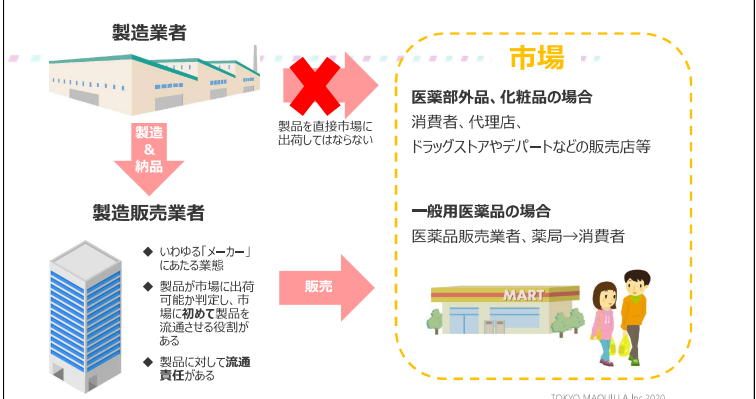 製造業者
市場
製品を直接市場に
出荷してはならない
医薬部外品、化粧品の場合
消費者、代理店、
ドラッグストアやデパートなどの販売店等
製造
&
納品
製造販売業者
一般用医薬品の場合
医薬品販売業者、薬局→消費者
◆ いわゆる「メーカー」
にあたる業態
◆ 製品が市場に出荷
可能か判定し、市
場に初めて製品を
流通させる役割が
ある
◆ 製品に対して流通
責任がある
販売
MART
TOKYO MAQUILLA Inc 2020